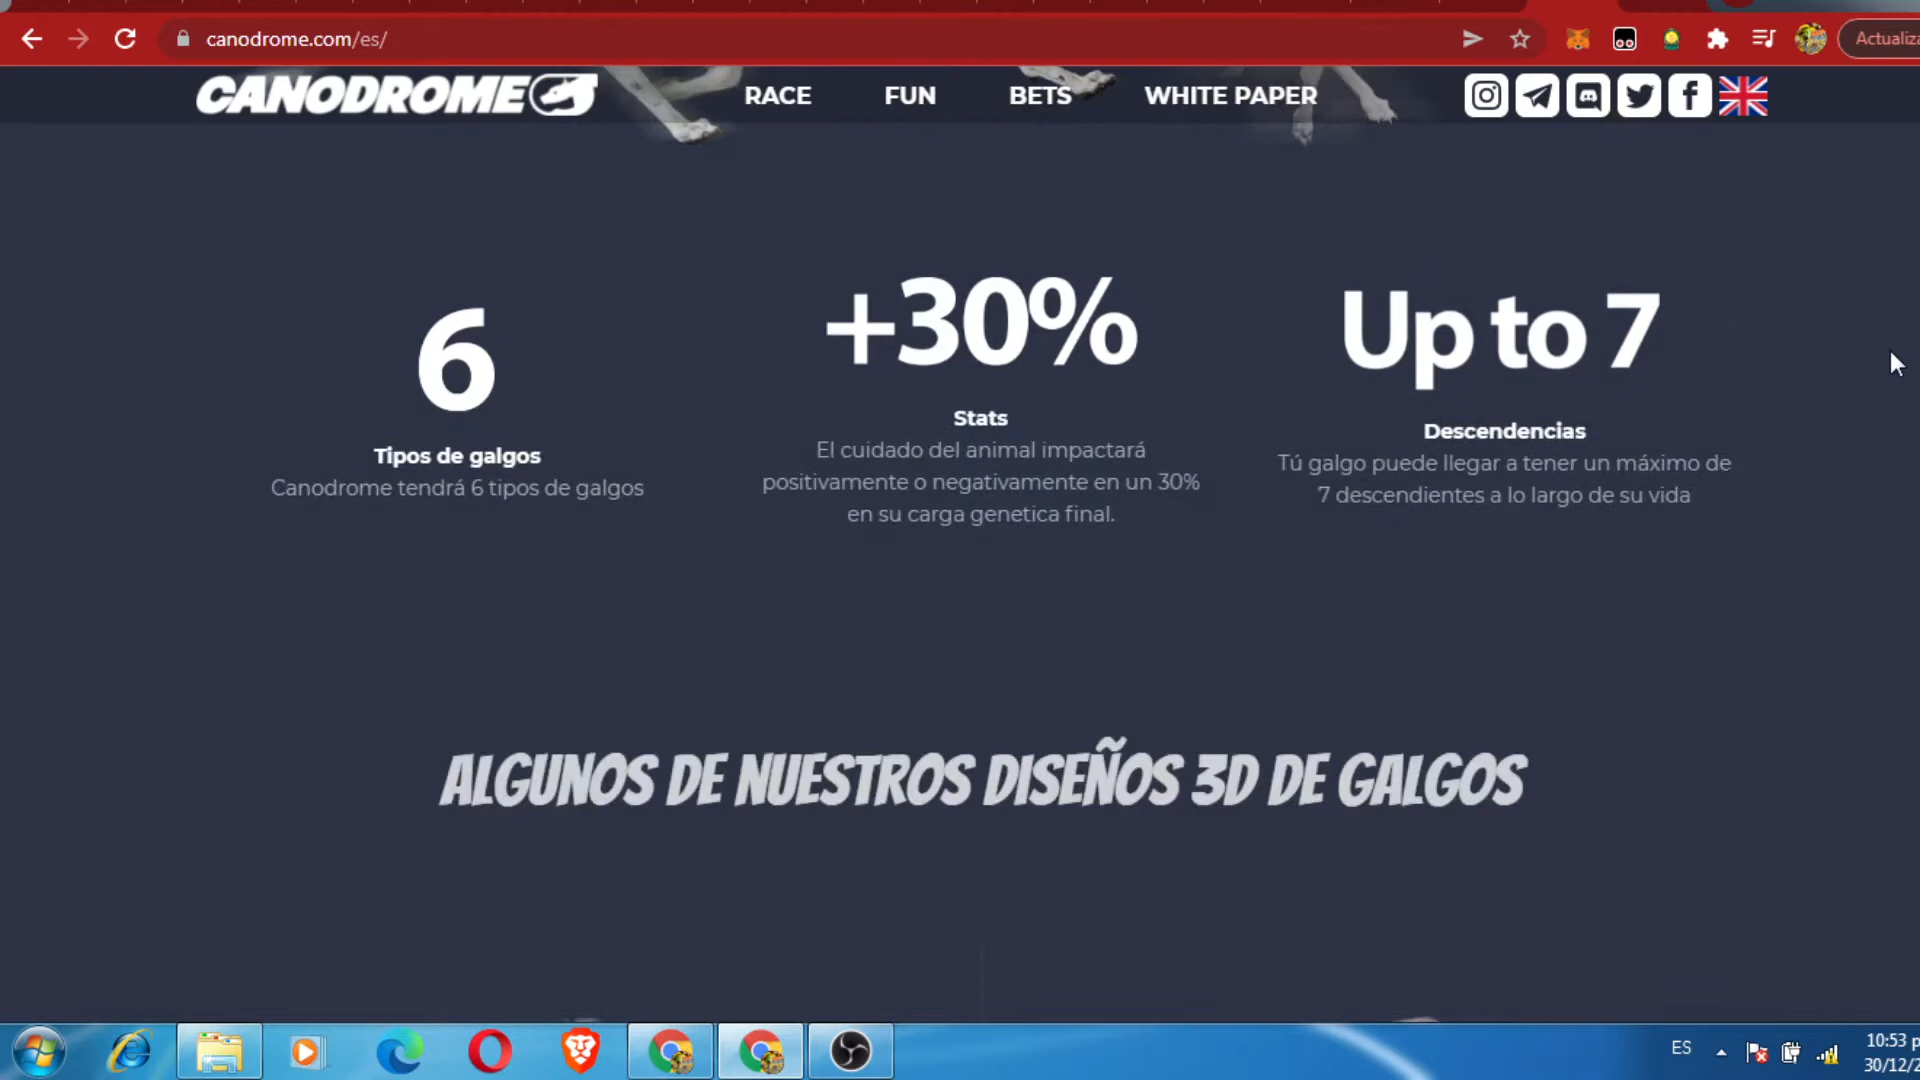 canodrome.com/es/
Actualiza
CANODROME
RACE
FUN
BETS
WHITE PAPER
6
Tipos de galgos
Canodrome tendrá 6 tipos de galgos
+30%
Stats
El cuidado del animal impactará
positivamente o negativamente en un 30%
en su carga genetica final.
Up to 7
Descendencias
Tú galgo puede llegar a tener un máximo de
7 descendientes a lo largo de su vida
ALGUNOS DE NUESTROS DISEÑOS 3D DE GALGOS
ES
10:53 p
30/12/2